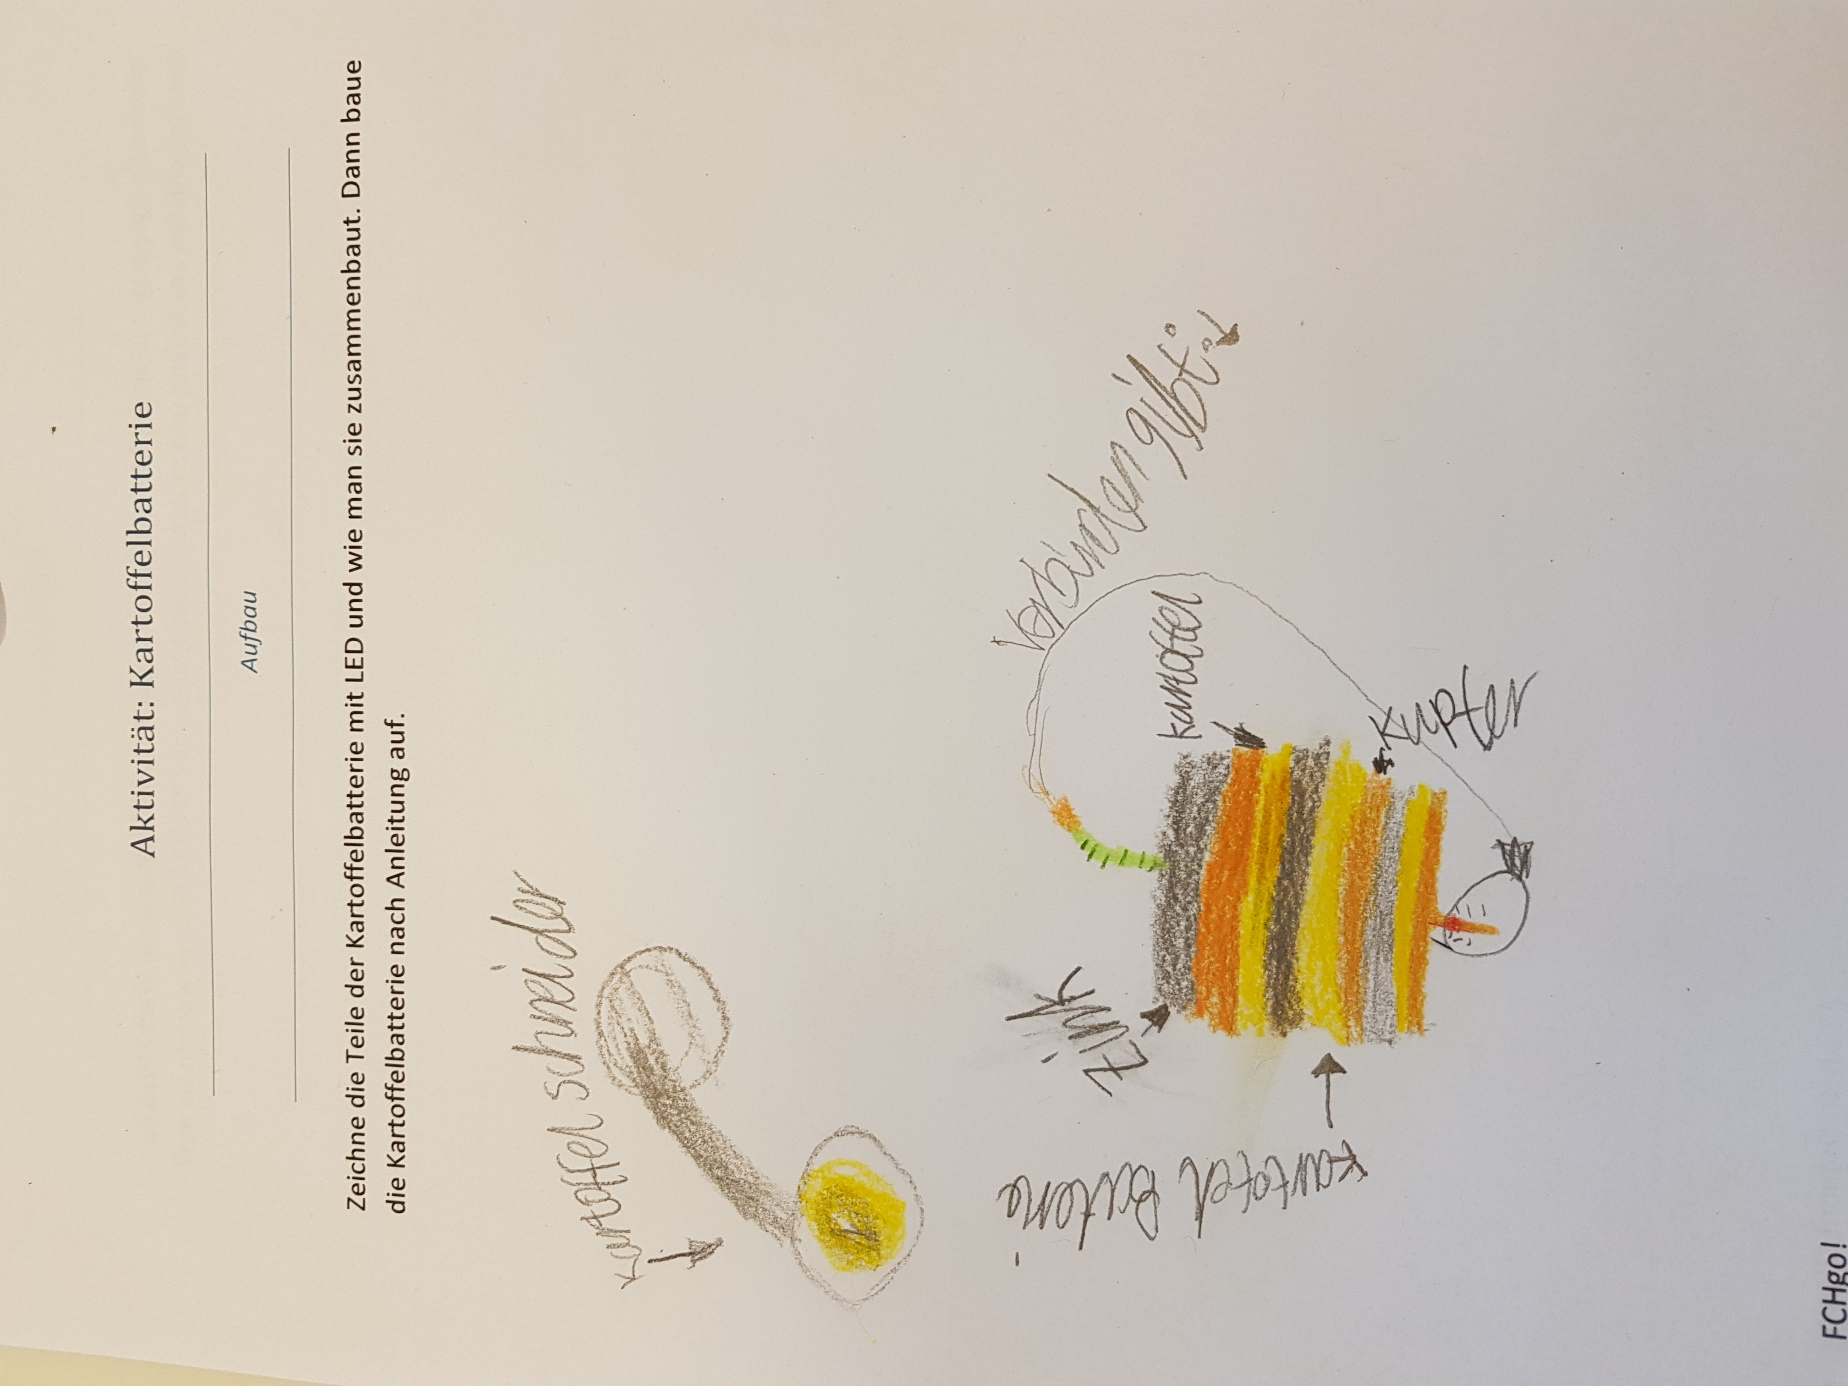 Aktivität: Kartoffelbatterie
Aufbau
Zeichne die Teile der Kartoffelbatterie mit LED und wie man sie zusammenbaut. Dann baue
die Kartoffelbatterie nach Anleitung auf.
kartoffel schneider
Verbinden gibt:
kartoffel
Zink
kupfer
kartofel Baterie
FCHgo!